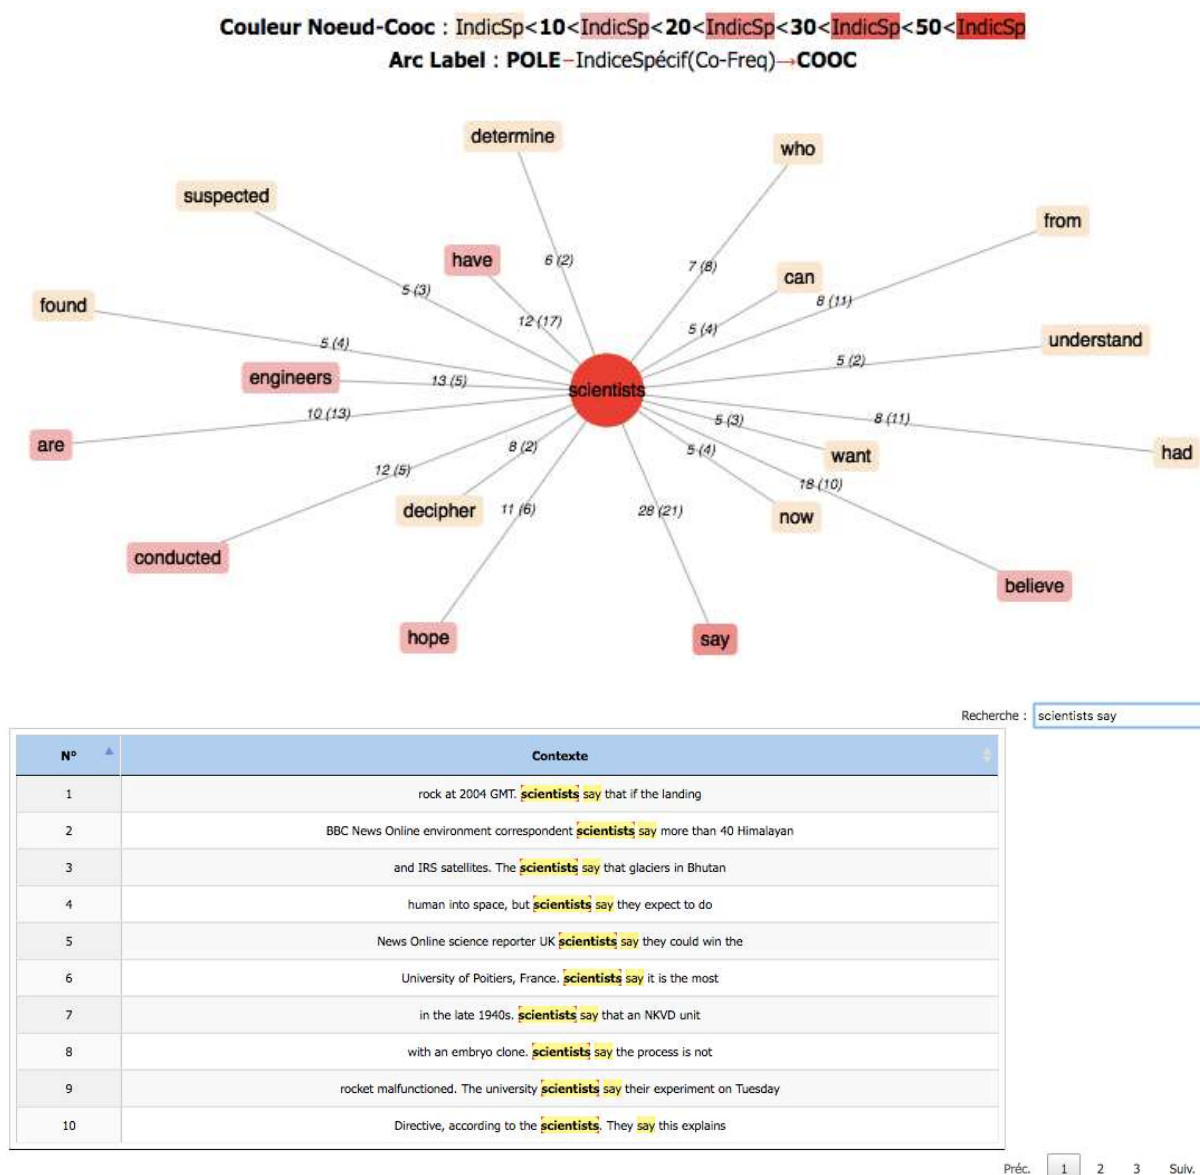 Couleur Noeud-Cooc : IndicSp<10<IndicSp<20<IndicSp<30<IndicSp<50<IndicSp
Arc Label : POLE−IndiceSpécif(Co-Freq)→COOC
determine
who
suspected
from
have
6 (2)
7 (8)
can
5 (3)
8 (11)
found
12 (17)
5 (4)
understand
5 (4)
5 (2)
engineers
13 (5)
scientists
10 (13)
8 (11)
5 (3)
are
8 (2)
5 (4)
want
had
12 (5)
18 (10)
decipher
11 (6)
28 (21)
now
conducted
believe
hope
say
Recherche : scientists say
N° Contexte
1 rock at 2004 GMT. scientists say that if the landing
2 BBC News Online environment correspondent scientists say more than 40 Himalayan
3 and IRS satellites. The scientists say that glaciers in Bhutan
4 human into space, but scientists say they expect to do
5 News Online science reporter UK scientists say they could win the
6 University of Poitiers, France. scientists say it is the most
7 in the late 1940s. scientists say that an NKVD unit
8 with an embryo clone. scientists say the process is not
9 rocket malfunctioned. The university scientists say their experiment on Tuesday
10 Directive, according to the scientists. They say this explains
Préc. 1 2 3 Suiv.